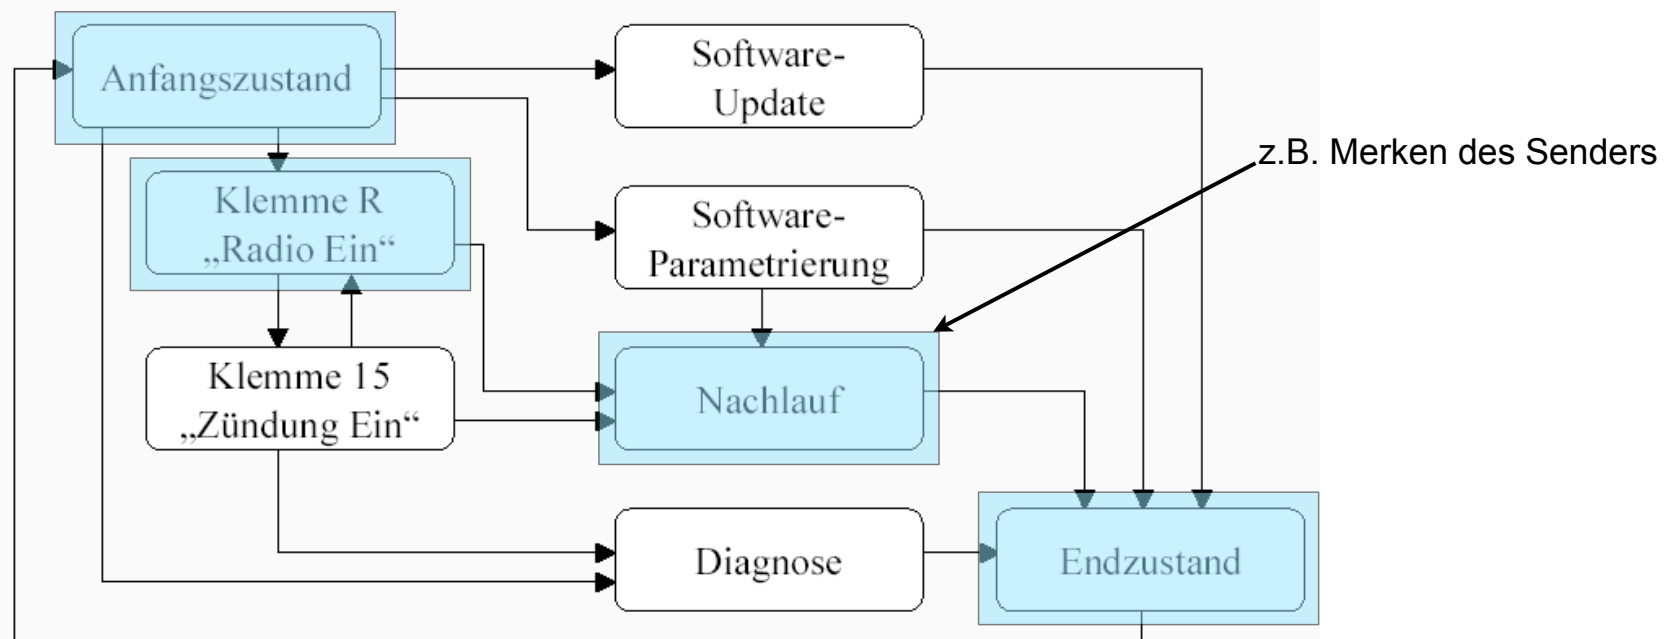 Anfangszustand
Software-
Update
z.B. Merken des Senders
Klemme R
„Radio Ein“
Software-
Parametrierung
Klemme 15
„Zündung Ein“
Nachlauf
Diagnose
Endzustand